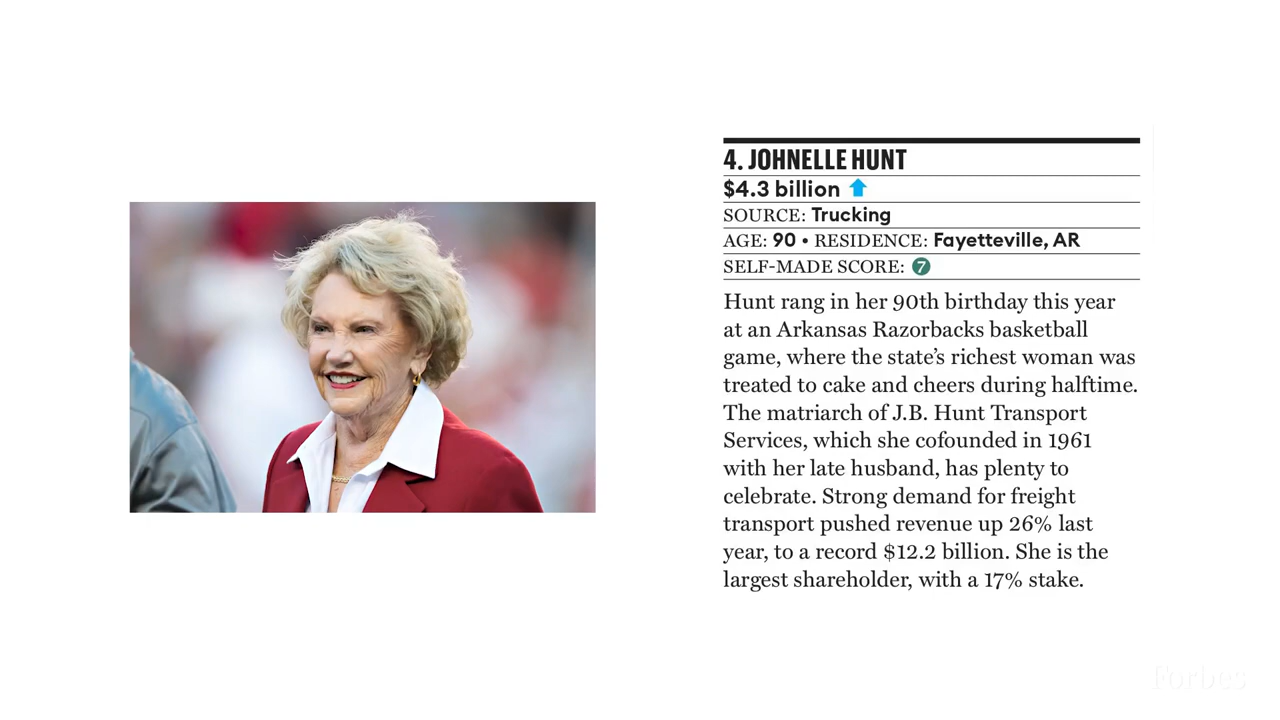 4. JOHNELLE HUNT
$4.3 billion
SOURCE: Trucking
AGE: 90 • RESIDENCE: Fayetteville, AR
SELF-MADE SCORE: 7
Hunt rang in her 90th birthday this year
at an Arkansas Razorbacks basketball
game, where the state’s richest woman was
treated to cake and cheers during halftime.
The matriarch of J.B. Hunt Transport
Services, which she cofounded in 1961
with her late husband, has plenty to
celebrate. Strong demand for freight
transport pushed revenue up 26% last
year, to a record $12.2 billion. She is the
largest shareholder, with a 17% stake.
Forbes